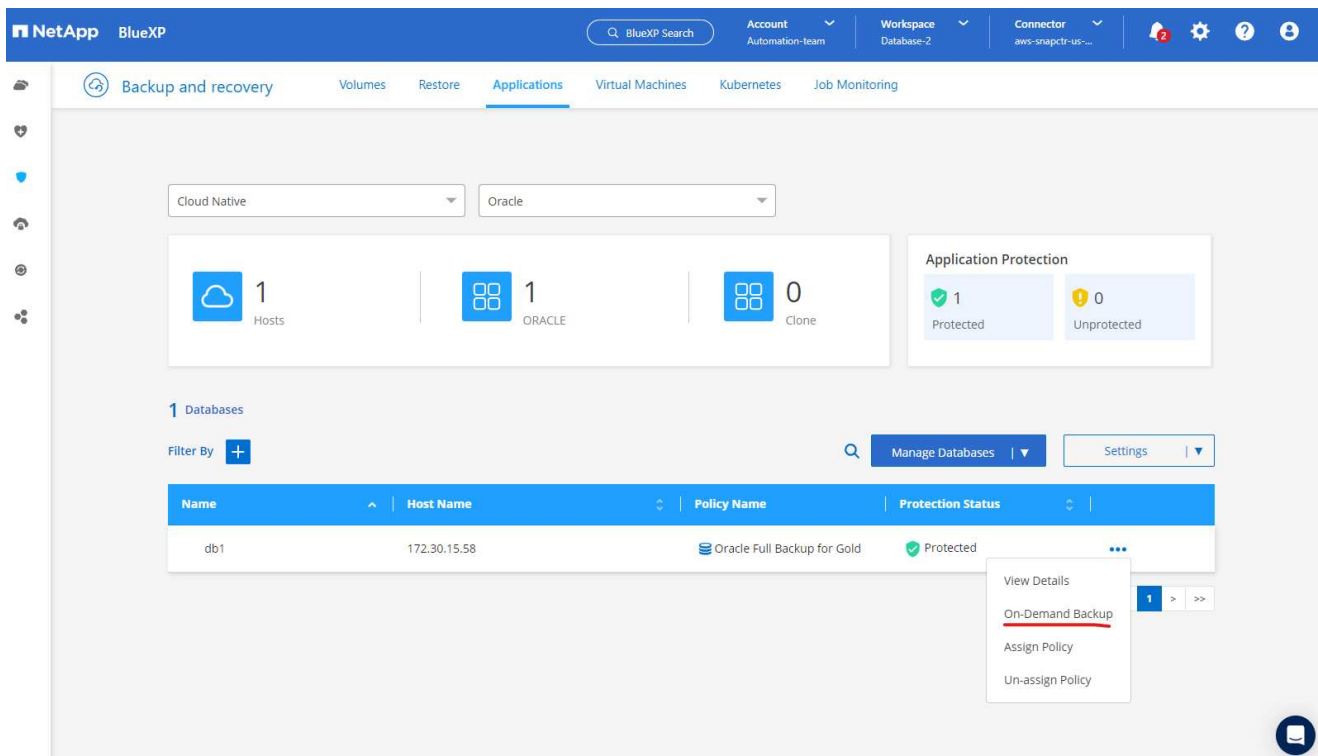 NetApp BlueXP
BlueXP Search
Account
Automation-team
Workspace
Database-2
Connector
aws-snapctr-us-...
2
Backup and recovery
Volumes
Restore
Applications
Virtual Machines
Kubernetes
Job Monitoring
Cloud Native
Oracle
1
Hosts
1
ORACLE
0
Clone
Application Protection
1
Protected
0
Unprotected
1 Databases
Filter By +
Manage Databases | ▼
Settings | ▼
Name
Host Name
Policy Name
Protection Status
db1
172.30.15.58
Oracle Full Backup for Gold
Protected
...
View Details
On-Demand Backup
Assign Policy
Un-assign Policy
1 > >>